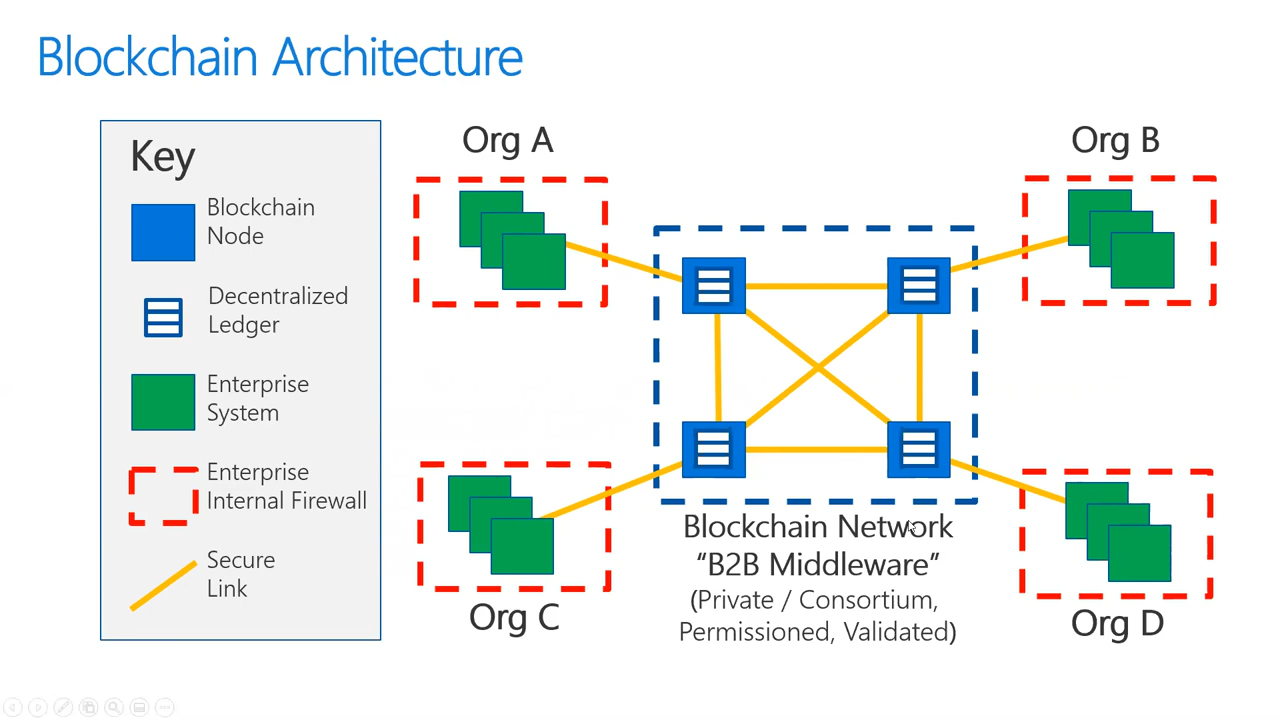 Blockchain Architecture
Key
Blockchain
Node
Decentralized
Ledger
Enterprise
System
Enterprise
Internal Firewall
Secure
Link
Org A
Org B
Org C
Org D
Blockchain Network
“B2B Middleware”
(Private / Consortium,
Permissioned, Validated)